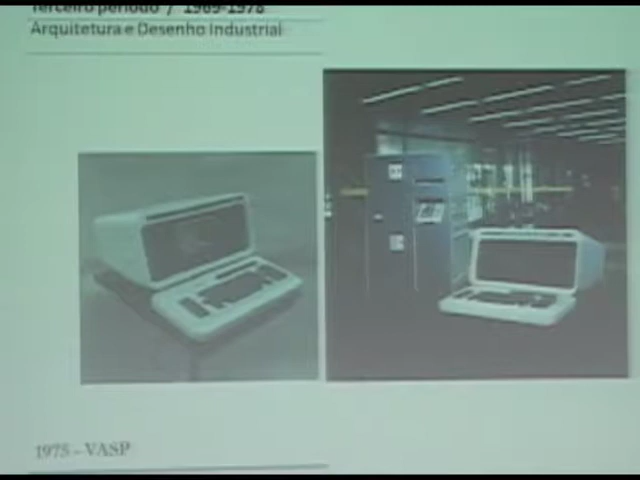 Terceiro período / 1969-1978
Arquitetura e Desenho Industrial
1975 – VASP